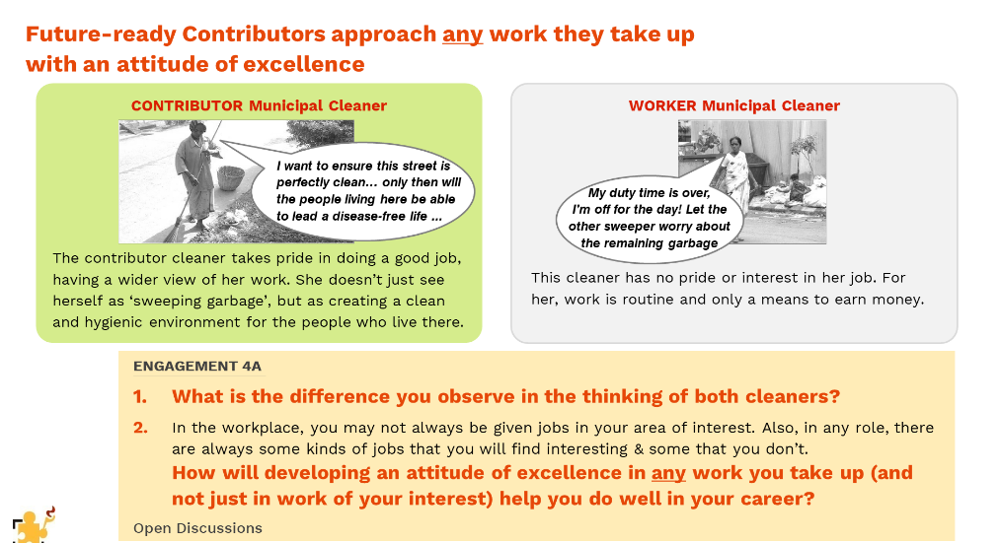 Future-ready Contributors approach any work they take up
with an attitude of excellence
CONTRIBUTOR Municipal Cleaner
I want to ensure this street is
perfectly clean... only then will
the people living here be able
to lead a disease-free life ...
The contributor cleaner takes pride in doing a good job,
having a wider view of her work. She doesn't just see
herself as 'sweeping garbage', but as creating a clean
and hygienic environment for the people who live there.
WORKER Municipal Cleaner
My duty time is over,
I'm off for the day! Let the
other sweeper worry about
the remaining garbage
This cleaner has no pride or interest in her job. For
her, work is routine and only a means to earn money.
ENGAGEMENT 4A
1. What is the difference you observe in the thinking of both cleaners?
2. In the workplace, you may not always be given jobs in your area of interest. Also, in any role, there
are always some kinds of jobs that you will find interesting & some that you don't.
How will developing an attitude of excellence in any work you take up (and
not just in work of your interest) help you do well in your career?
Open Discussions